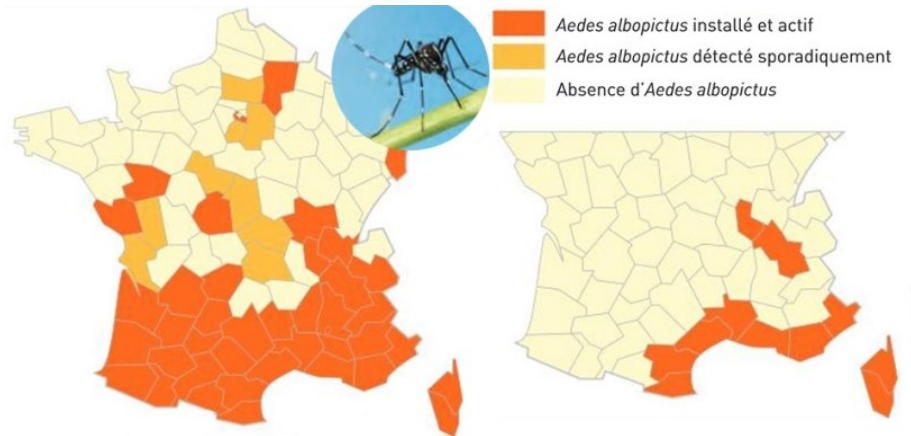 Aedes albopictus installé et actif
Aedes albopictus détecté sporadiquement
Absence d'Aedes albopictus